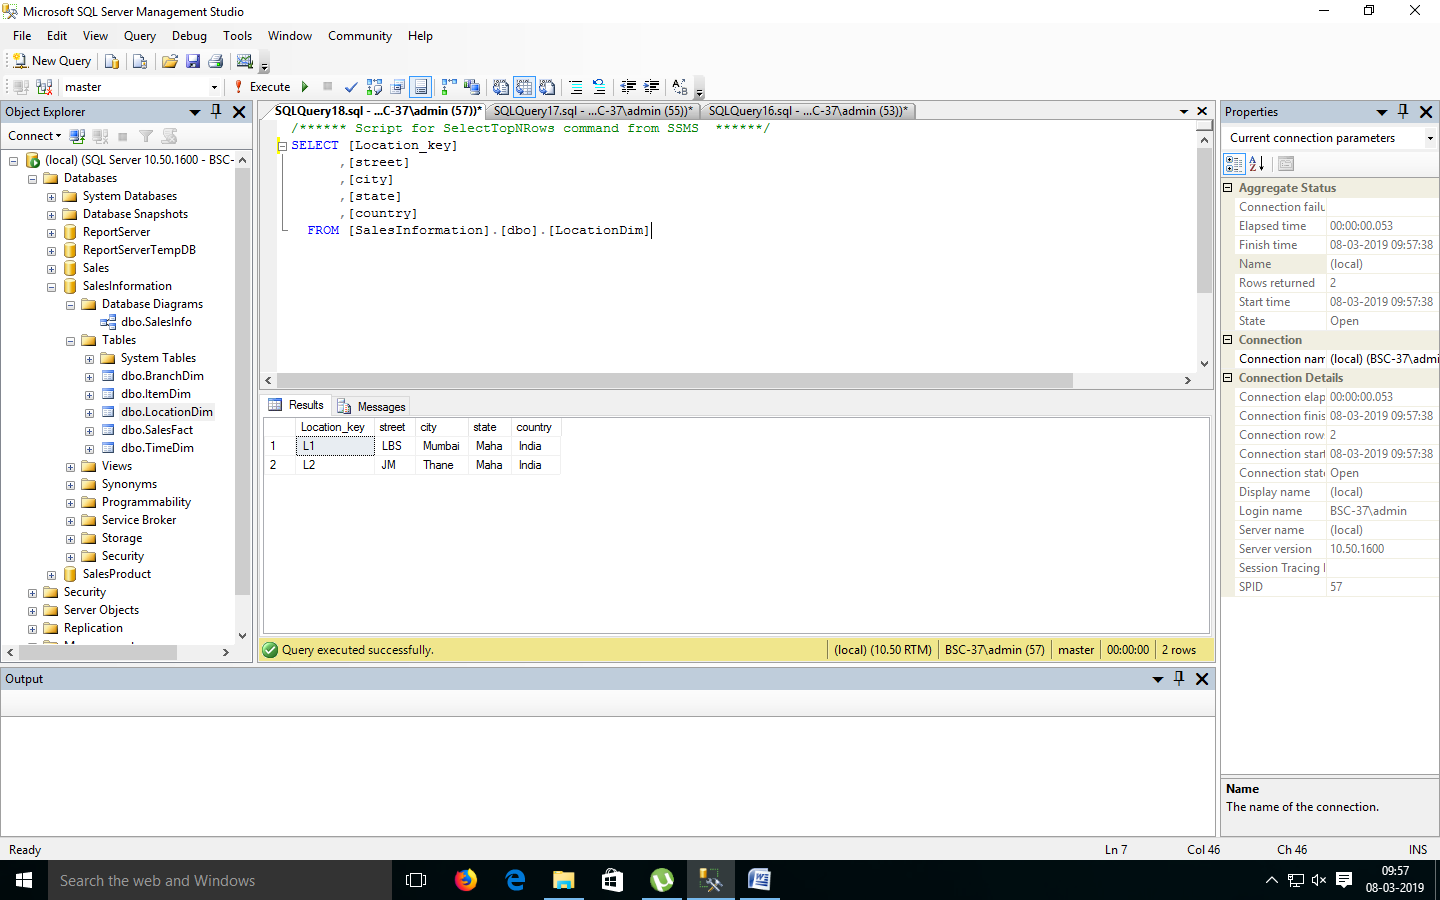 Microsoft SQL Server Management Studio
File Edit View Query Debug Tools Window Community Help
New Query
master Execute
Object Explorer
Connect
(local) (SQL Server 10.50.1600 - BSC-
Databases
System Databases
Database Snapshots
ReportServer
ReportServerTempDB
Sales
SalesInformation
Database Diagrams
dbo.SalesInfo
Tables
System Tables
dbo.BranchDim
dbo.ItemDim
dbo.LocationDim
dbo.SalesFact
dbo.TimeDim
Views
Synonyms
Programmability
Service Broker
Storage
Security
SalesProduct
Security
Server Objects
Replication
SQLQuery18.sql - ...C-37\admin (57))* SQLQuery17.sql - ...C-37\admin (55))* SQLQuery16.sql - ...C-37\admin (53))*
/****** Script for SelectTopNRows command from SSMS ******/
SELECT [Location_key]
,[street]
,[city]
,[state]
,[country]
FROM [SalesInformation].[dbo].[LocationDim]
Results Messages
Location_key street city state country
1 L1 LBS Mumbai Maha India
2 L2 JM Thane Maha India
Query executed successfully. (local) (10.50 RTM) BSC-37\admin (57) master 00:00:00 2 rows
Properties
Current connection parameters
Aggregate Status
Connection failu
Elapsed time 00:00:00.053
Finish time 08-03-2019 09:57:38
Name (local)
Rows returned 2
Start time 08-03-2019 09:57:38
State Open
Connection
Connection nam (local) (BSC-37\admi
Connection Details
Connection elap 00:00:00.053
Connection finis 08-03-2019 09:57:38
Connection row 2
Connection start 08-03-2019 09:57:38
Connection stat Open
Display name (local)
Login name BSC-37\admin
Server name (local)
Server version 10.50.1600
Session Tracing I
SPID 57
Name
The name of the connection.
Output
Ready Ln 7 Col 46 Ch 46 INS
Search the web and Windows
09:57
08-03-2019